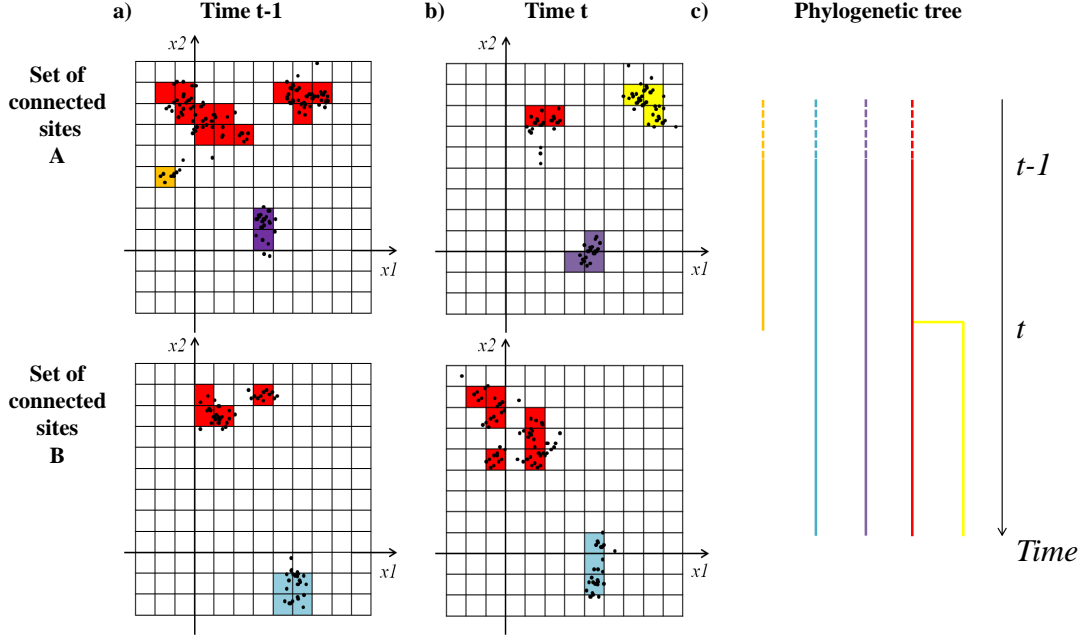 a) Time t-1 b) Time t c) Phylogenetic tree
Set of
connected
sites
A
x2
x1
x2
x1
t-1
t
Time
Set of
connected
sites
B
x2
x1
x2
x1